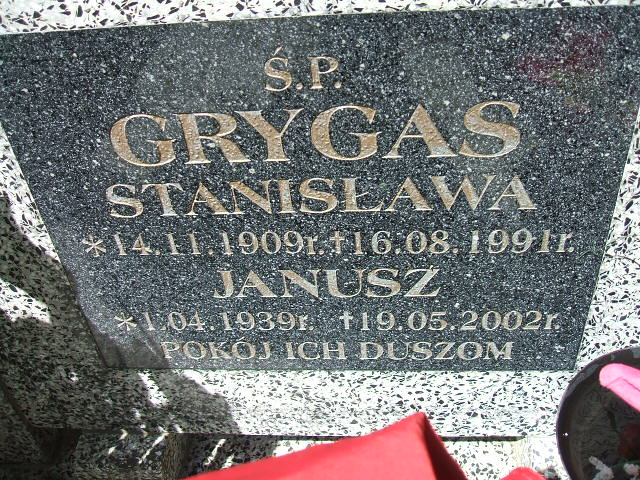 Ś.P.
GRYGAS
STANISŁAWA
*14.11.1909r. †16.08.1991r.
JANUSZ
*1.04.1939r. †19.05.2002r.
POKÓJ ICH DUSZOM